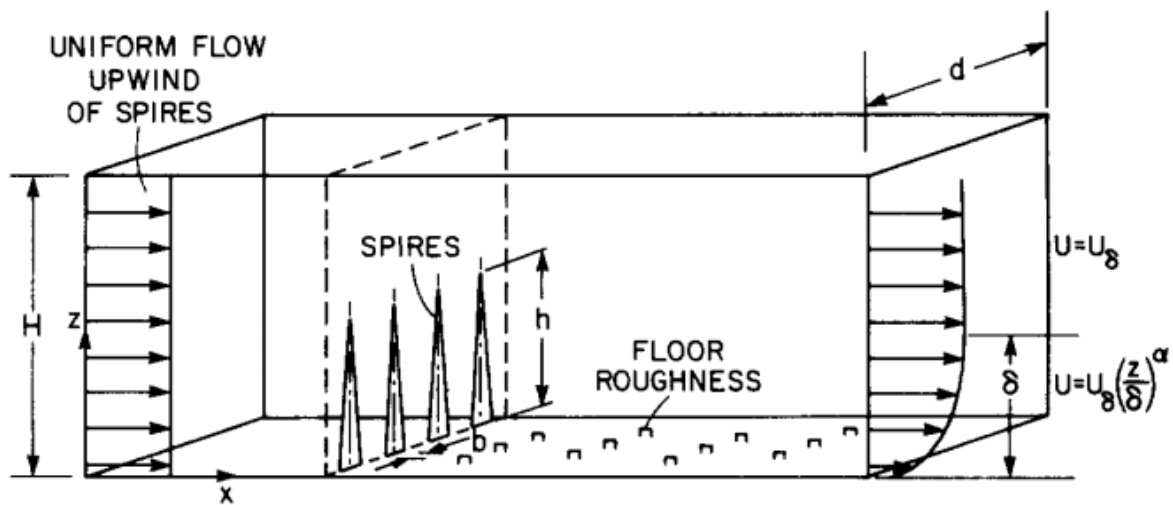 UNIFORM FLOW
UPWIND
OF SPIRES
d
H
z
SPIRES
h
FLOOR
ROUGHNESS
b
x
U=U_δ
δ
U=U_δ(z/δ)^α